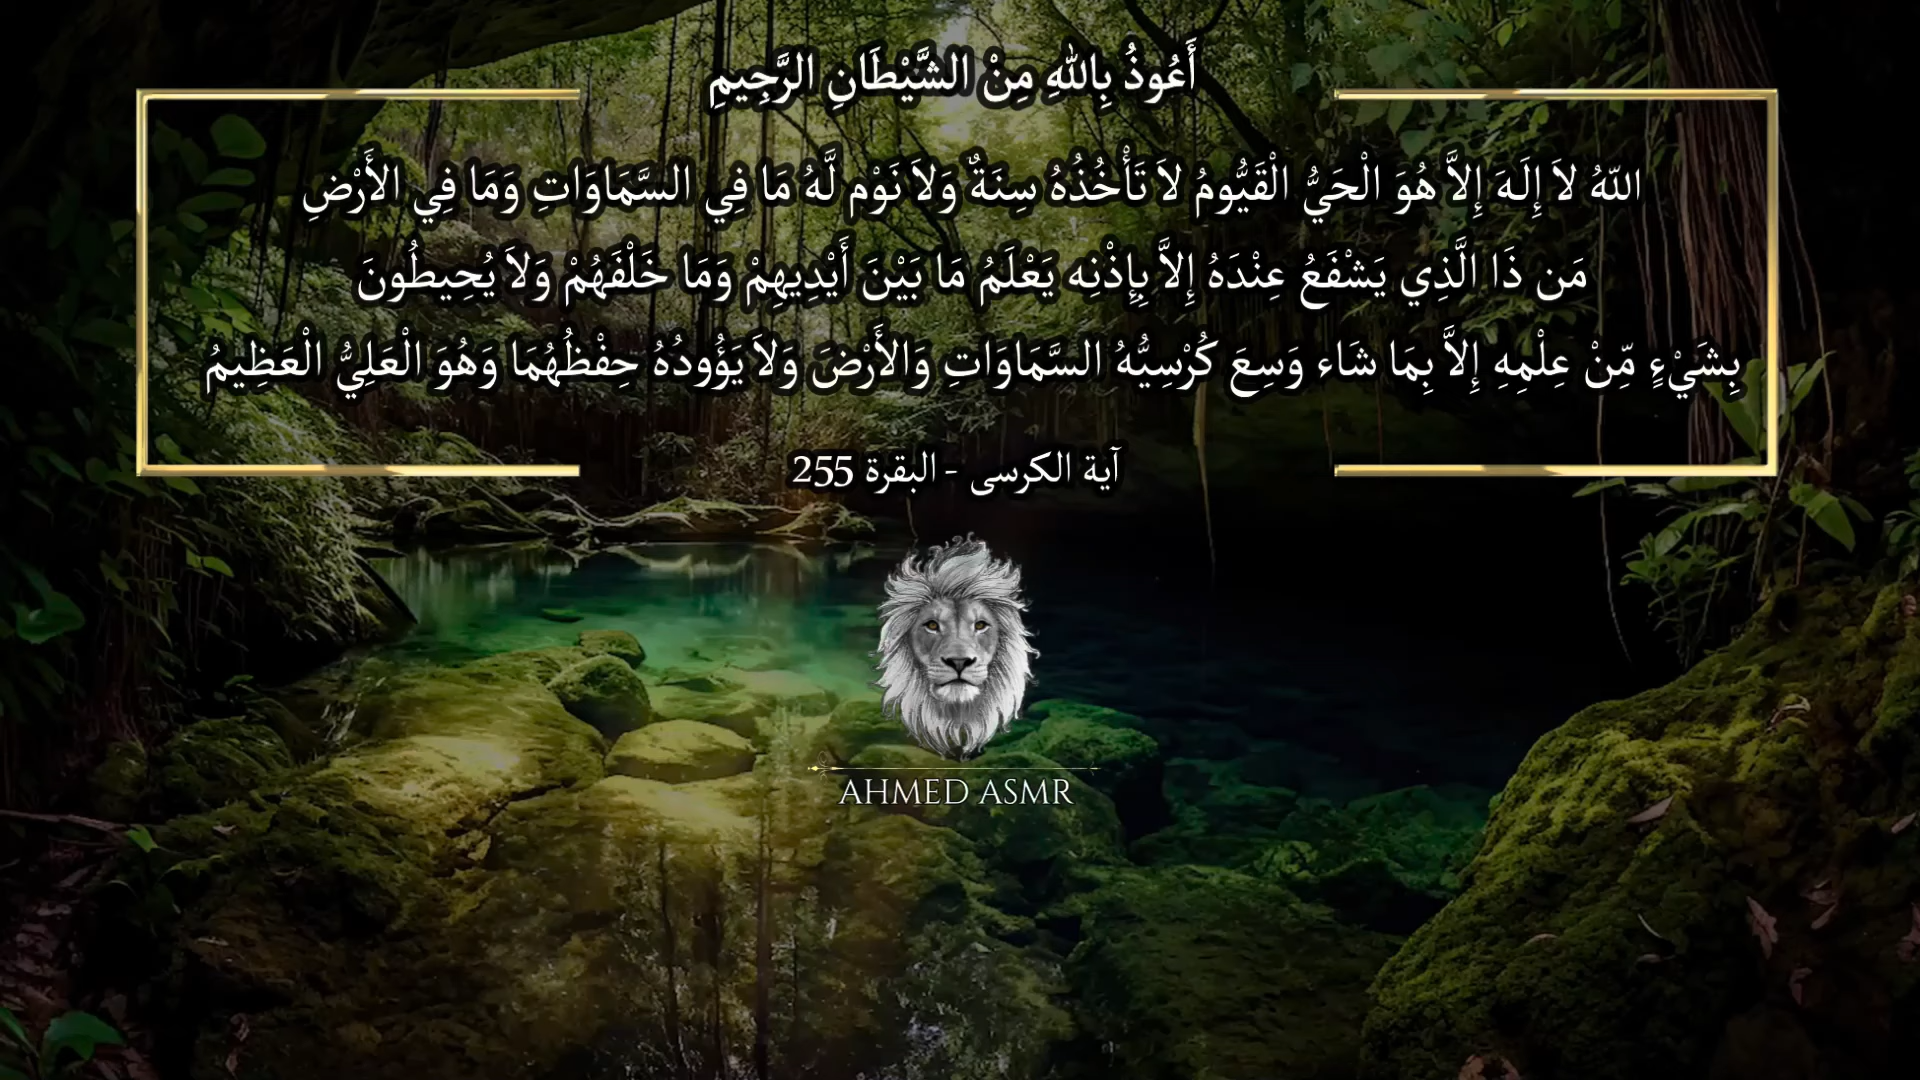 أَعُوذُ بِاللهِ مِنْ الشَّيْطَانِ الرَّجِيمِ
اللّهُ لاَ إِلَهَ إِلاَّ هُوَ الْحَيُّ الْقَيُّومُ لاَ تَأْخُذُهُ سِنَةٌ وَلاَ نَوْم لَّهُ مَا فِي السَّمَاوَاتِ وَمَا فِي الأَرْضِ
مَن ذَا الَّذِي يَشْفَعُ عِنْدَهُ إِلاَّ بِإِذْنِه يَعْلَمُ مَا بَيْنَ أَيْدِيهِمْ وَمَا خَلْفَهُمْ وَلاَ يُحِيطُونَ
بِشَيْءٍ مِّنْ عِلْمِهِ إِلاَّ بِمَا شَاء وَسِعَ كُرْسِيُّهُ السَّمَاوَاتِ وَالأَرْضَ وَلاَ يَؤُودُهُ حِفْظُهُمَا وَهُوَ الْعَلِيُّ الْعَظِيمُ
آية الكرسى - البقرة 255
AHMED ASMR